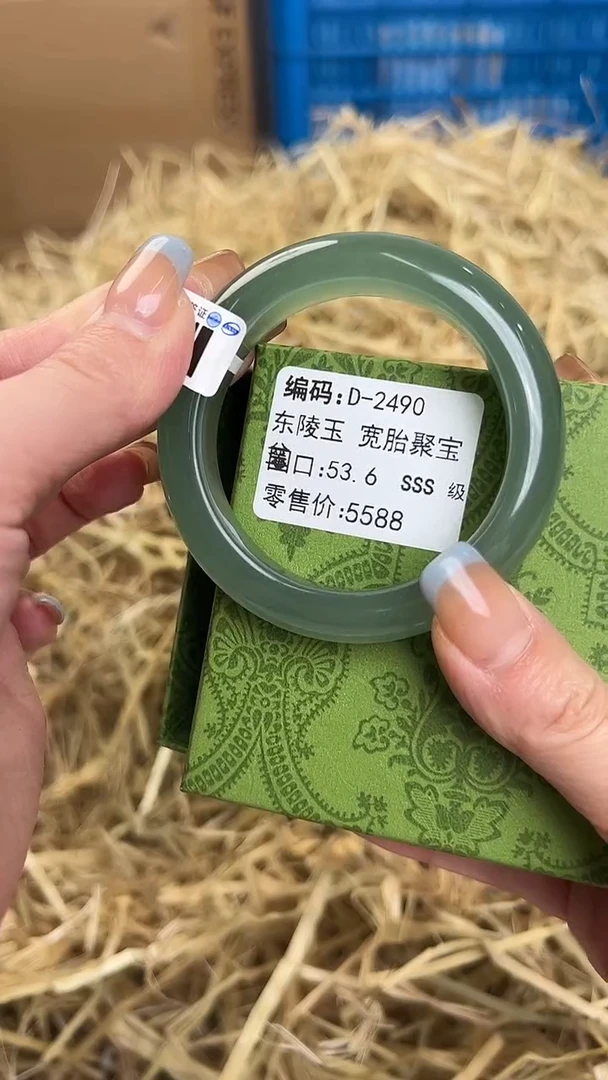 证
编码:D-2490
东陵玉 宽胎聚宝
口:53.6 SSS 级
零售价:5588